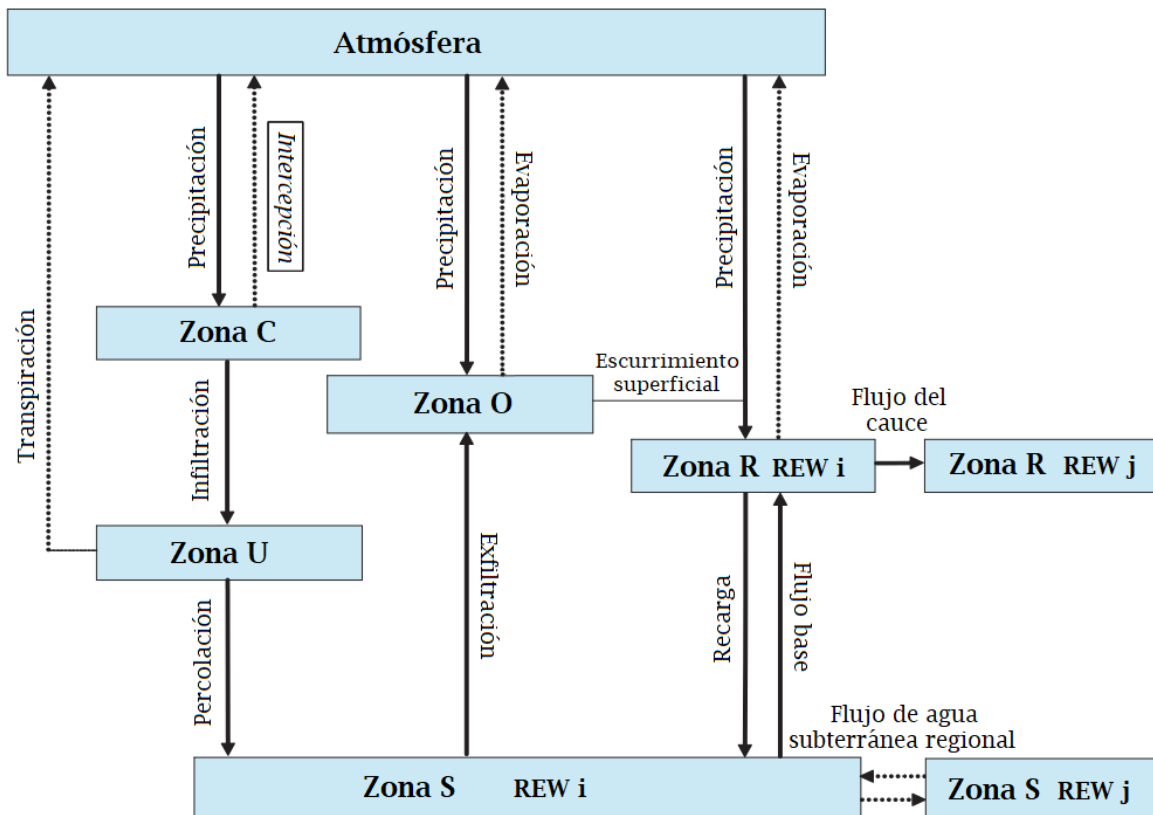 Atmósfera
Precipitación
Intercepción
Precipitación
Evaporación
Precipitación
Evaporación
Transpiración
Zona C
Escurrimiento
superficial
Zona O
Infiltración
Flujo del
cauce
Zona R REW i
Zona R REW j
Zona U
Exfiltración
Recarga
Flujo base
Percolación
Flujo de agua
subterránea regional
Zona S REW i
Zona S REW j